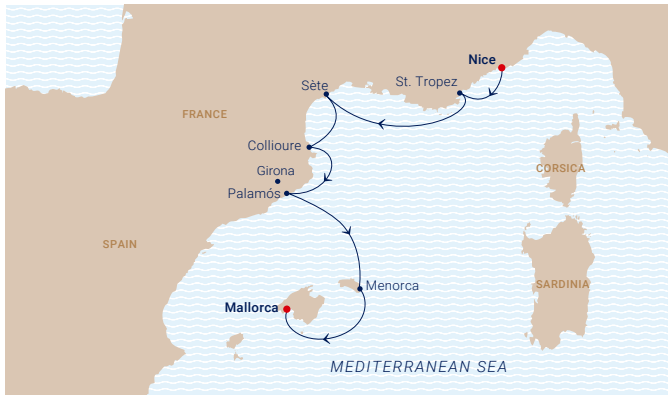 Nice
St. Tropez
Sète
FRANCE
Collioure
CORSICA
Girona
Palamós
SPAIN
Menorca
SARDINIA
Mallorca
MEDITERRANEAN SEA